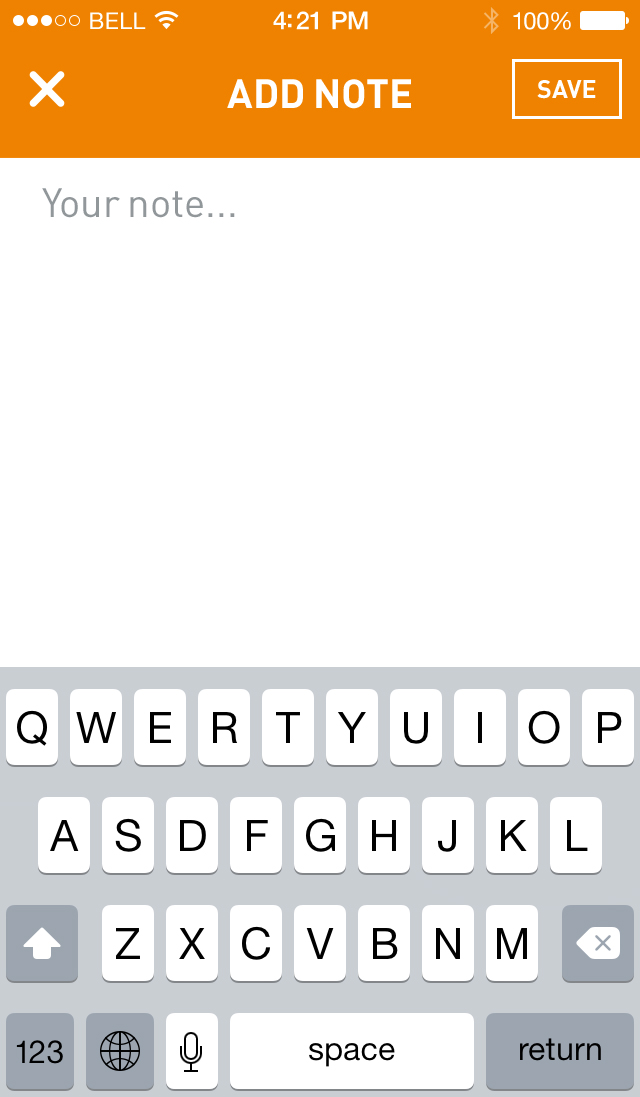 BELL 4:21 PM 100%
ADD NOTE SAVE
Your note...
Q W E R T Y U I O P
A S D F G H J K L
Z X C V B N M
123 space return